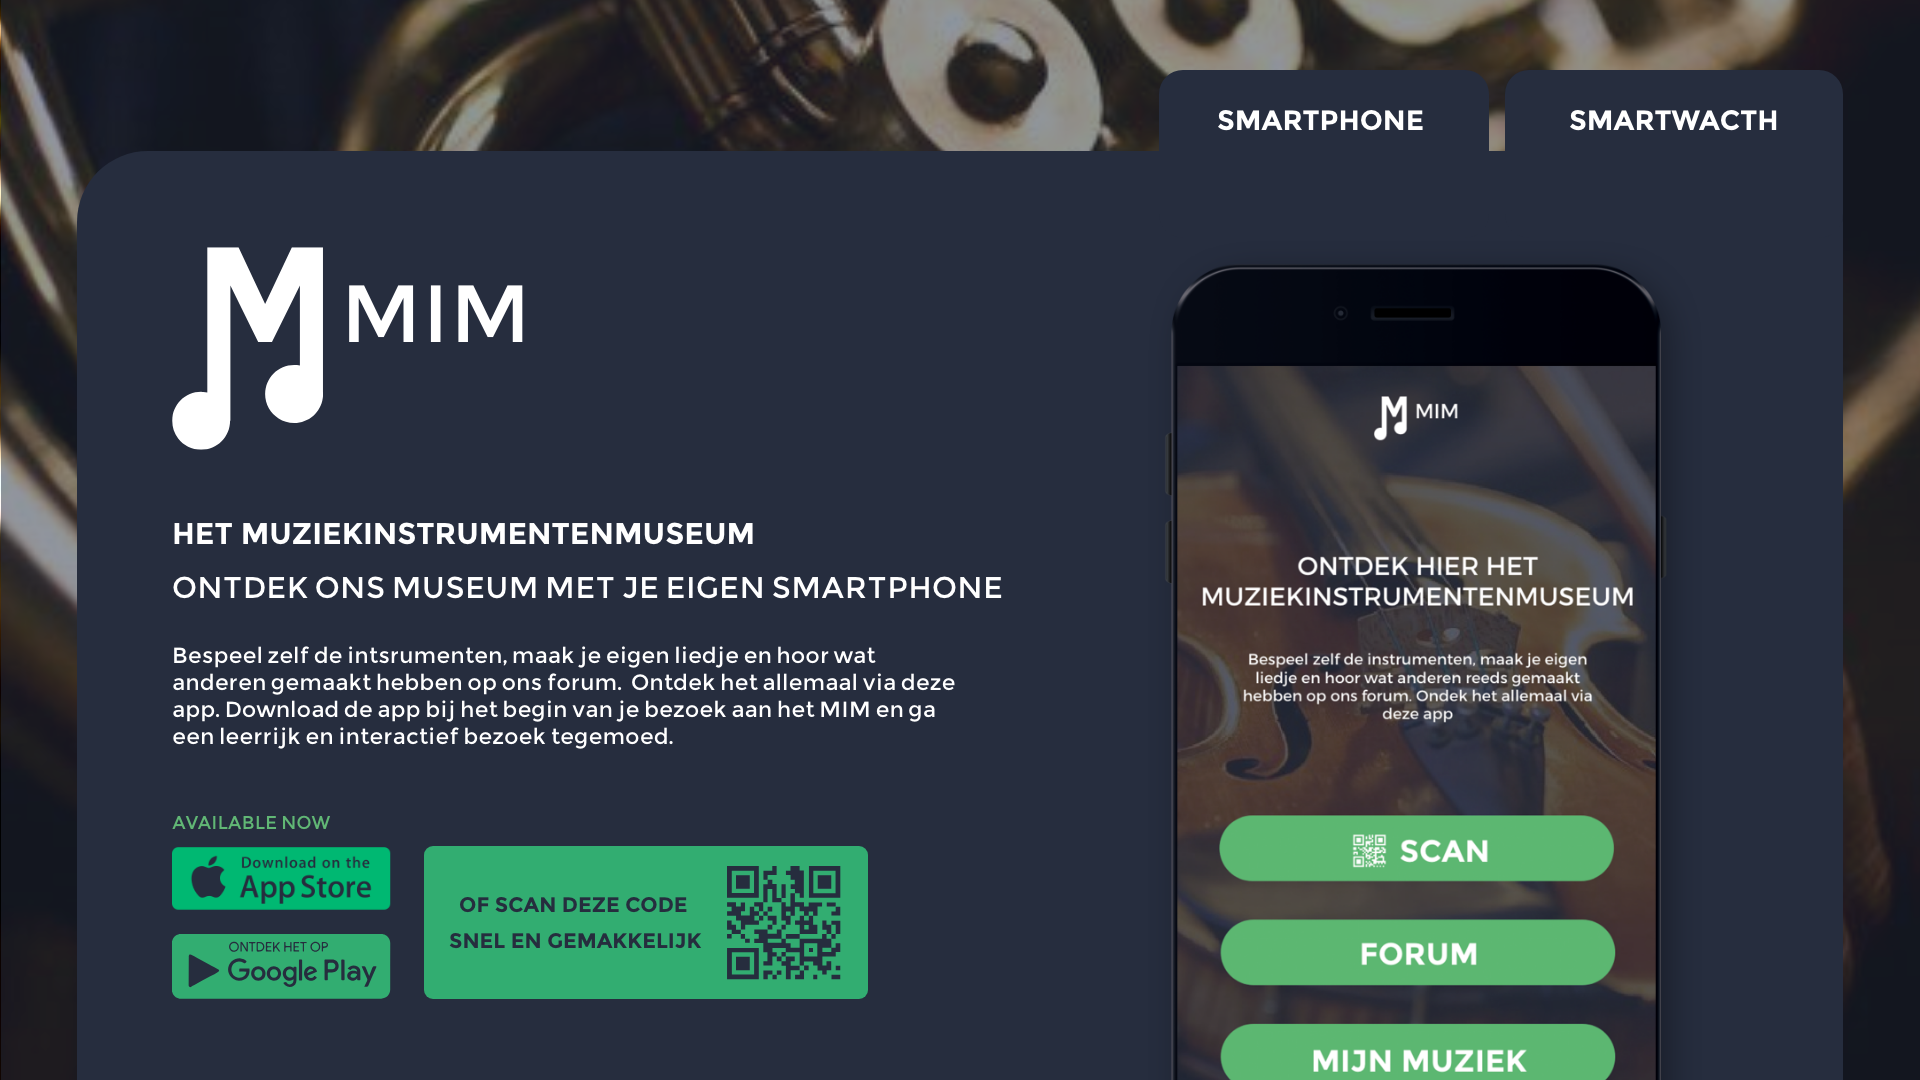 SMARTPHONE
SMARTWACTH
MIM
HET MUZIEKINSTRUMENTENMUSEUM
ONTDEK ONS MUSEUM MET JE EIGEN SMARTPHONE
Bespeel zelf de intsrumenten, maak je eigen liedje en hoor wat
anderen gemaakt hebben op ons forum. Ontdek het allemaal via deze
app. Download de app bij het begin van je bezoek aan het MIM en ga
een leerrijk en interactief bezoek tegemoed.
AVAILABLE NOW
Download on the
App Store
ONTDEK HET OP
Google Play
OF SCAN DEZE CODE
SNEL EN GEMAKKELIJK
MIM
ONTDEK HIER HET
MUZIEKINSTRUMENTENMUSEUM
Bespeel zelf de instrumenten, maak je eigen
liedje en hoor wat anderen reeds gemaakt
hebben op ons forum. Ondek het allemaal via
deze app
SCAN
FORUM
MIJN MUZIEK